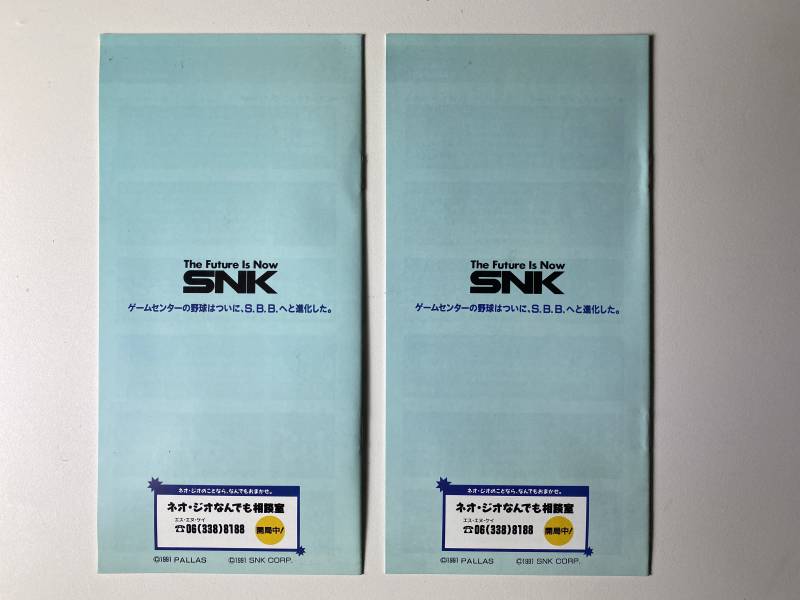 The Future Is Now
SNK
ゲームセンターの野球はついに、S.B.B.へと進化した。
ネオ・ジオのことなら、なんでもおまかせ。
ネオ・ジオなんでも相談室
エス・エヌ・ケイ
☎06(338)8188
開局中!
©1991 PALLAS ©1991 SNK CORP.
The Future Is Now
SNK
ゲームセンターの野球はついに、S.B.B.へと進化した。
ネオ・ジオのことなら、なんでもおまかせ。
ネオ・ジオなんでも相談室
エス・エヌ・ケイ
☎06(338)8188
開局中!
©1991 PALLAS ©1991 SNK CORP.